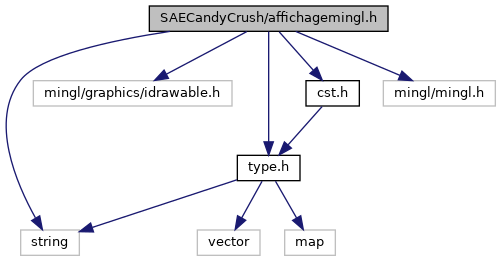 SAECandyCrush/affichagemingl.h
mingl/graphics/idrawable.h
cst.h
mingl/mingl.h
type.h
string
vector
map